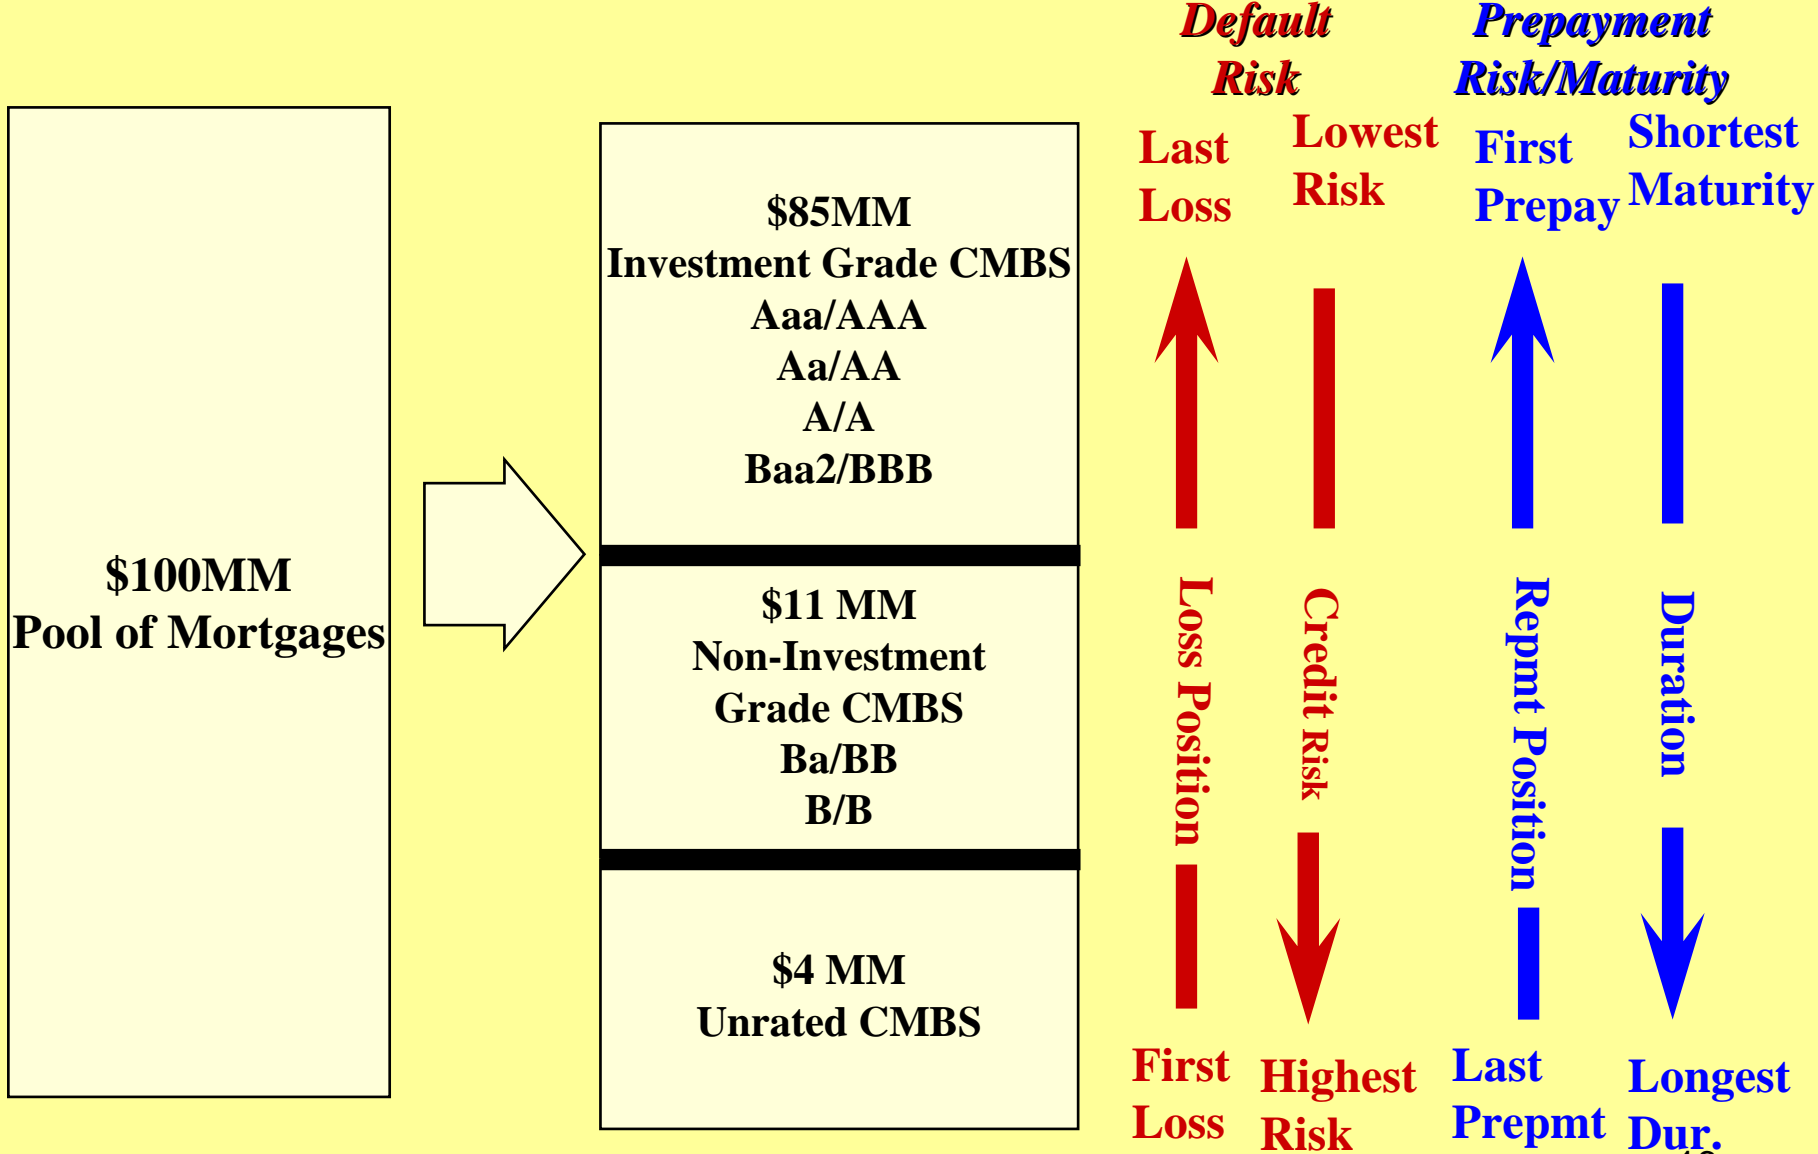 Default
Risk
Prepayment
Risk/Maturity
Last
Loss
Lowest
Risk
First
Prepay
Shortest
Maturity
$100MM
Pool of Mortgages
$85MM
Investment Grade CMBS
Aaa/AAA
Aa/AA
A/A
Baa2/BBB
$11 MM
Non-Investment
Grade CMBS
Ba/BB
B/B
$4 MM
Unrated CMBS
Loss Position
Credit Risk
Repmt Position
Duration
First
Loss
Highest
Risk
Last
Prepmt
Longest
Dur.